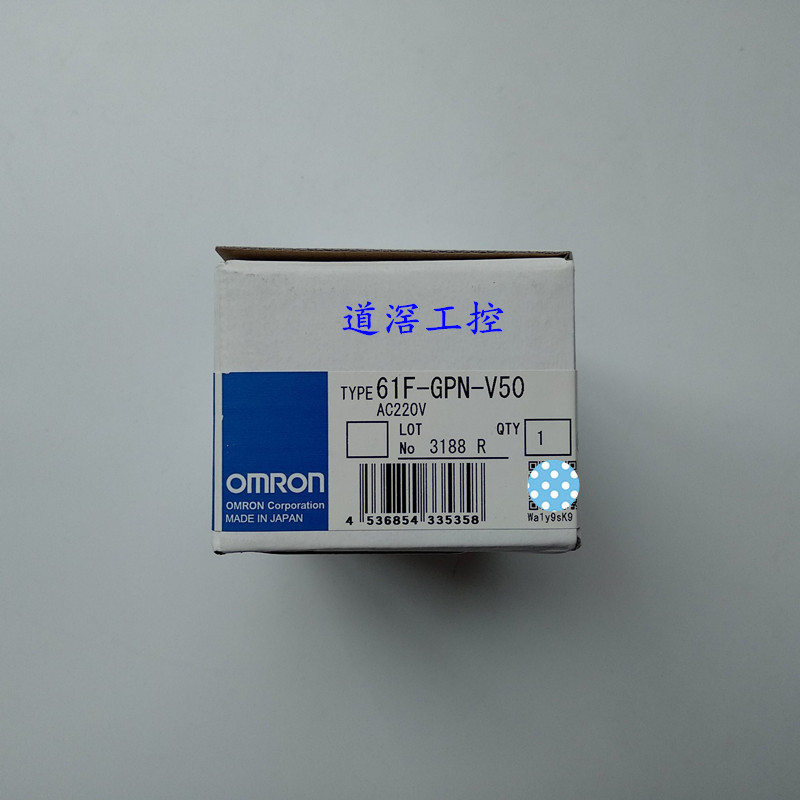 道滘工控
TYPE 61F-GPN-V50
AC220V
LOT
No 3188 R
QTY 1
OMRON
OMRON Corporation
MADE IN JAPAN
4 536854 335358
Wa1y9sK9